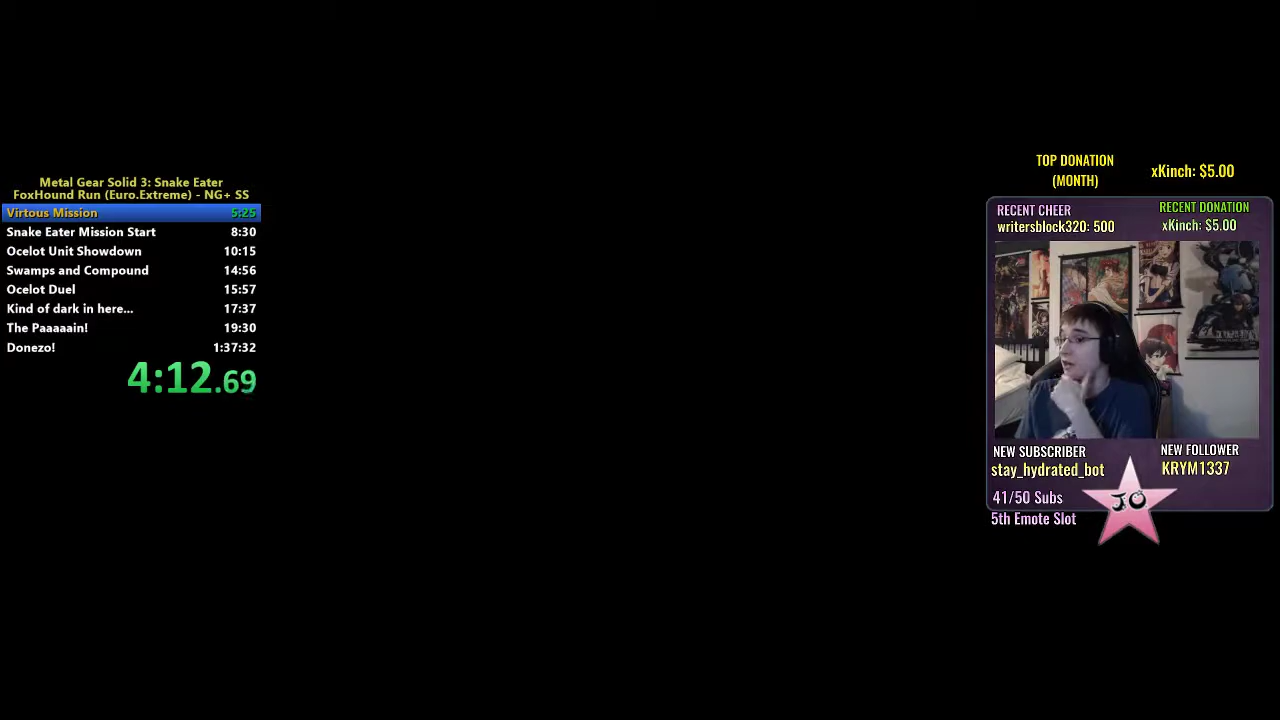 Metal Gear Solid 3: Snake Eater
FoxHound Run (Euro.Extreme) - NG+ SS
Virtous Mission 5:25
Snake Eater Mission Start 8:30
Ocelot Unit Showdown 10:15
Swamps and Compound 14:56
Ocelot Duel 15:57
Kind of dark in here... 17:37
The Paaaaain! 19:30
Donezo! 1:37:32
4:12.69
TOP DONATION
(MONTH)
xKinch: $5.00
RECENT CHEER
writersblock320: 500
RECENT DONATION
xKinch: $5.00
NEW SUBSCRIBER
stay_hydrated_bot
NEW FOLLOWER
KRYM1337
41/50 Subs
5th Emote Slot
JO